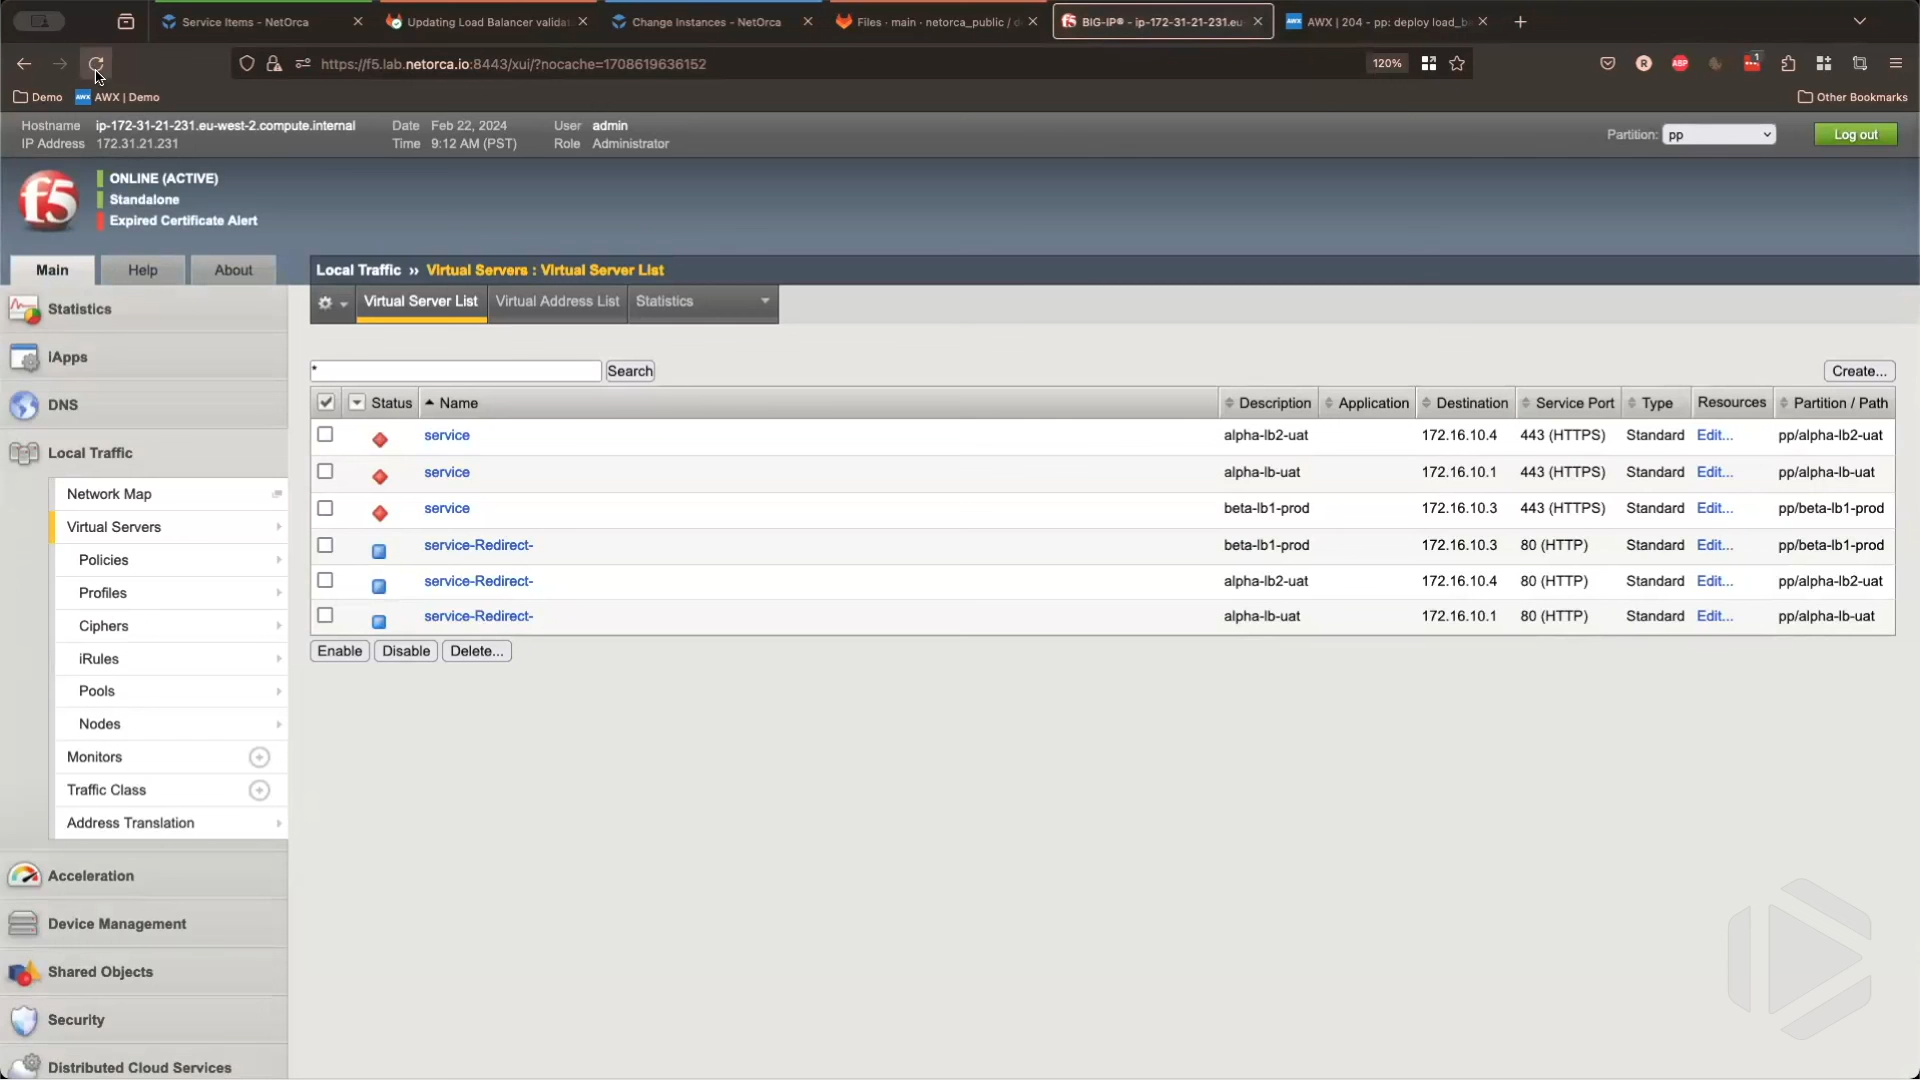 Service Items - NetOrca
Updating Load Balancer validat
Change Instances - NetOrca
Files · main · netorca_public / d
BIG-IP® - ip-172-31-21-231.eu-
AWX
AWX | 204 - pp: deploy load_b
https://f5.lab.netorca.io:8443/xui/?nocache=1708619636152
120%
R
ABP
1
Demo
AWX
AWX | Demo
Other Bookmarks
Hostname ip-172-31-21-231.eu-west-2.compute.internal
IP Address 172.31.21.231
Date Feb 22, 2024
Time 9:12 AM (PST)
User admin
Role Administrator
Partition: pp
Log out
f5
ONLINE (ACTIVE)
Standalone
Expired Certificate Alert
Main
Help
About
Local Traffic » Virtual Servers : Virtual Server List
Virtual Server List
Virtual Address List
Statistics
Statistics
iApps
DNS
Local Traffic
Network Map
Virtual Servers
Policies
Profiles
Ciphers
iRules
Pools
Nodes
Monitors
Traffic Class
Address Translation
Acceleration
Device Management
Shared Objects
Security
Distributed Cloud Services
*
Search
Create...
Status Name Description Application Destination Service Port Type Resources Partition / Path
service alpha-lb2-uat 172.16.10.4 443 (HTTPS) Standard Edit... pp/alpha-lb2-uat
service alpha-lb-uat 172.16.10.1 443 (HTTPS) Standard Edit... pp/alpha-lb-uat
service beta-lb1-prod 172.16.10.3 443 (HTTPS) Standard Edit... pp/beta-lb1-prod
service-Redirect- beta-lb1-prod 172.16.10.3 80 (HTTP) Standard Edit... pp/beta-lb1-prod
service-Redirect- alpha-lb2-uat 172.16.10.4 80 (HTTP) Standard Edit... pp/alpha-lb2-uat
service-Redirect- alpha-lb-uat 172.16.10.1 80 (HTTP) Standard Edit... pp/alpha-lb-uat
Enable
Disable
Delete...